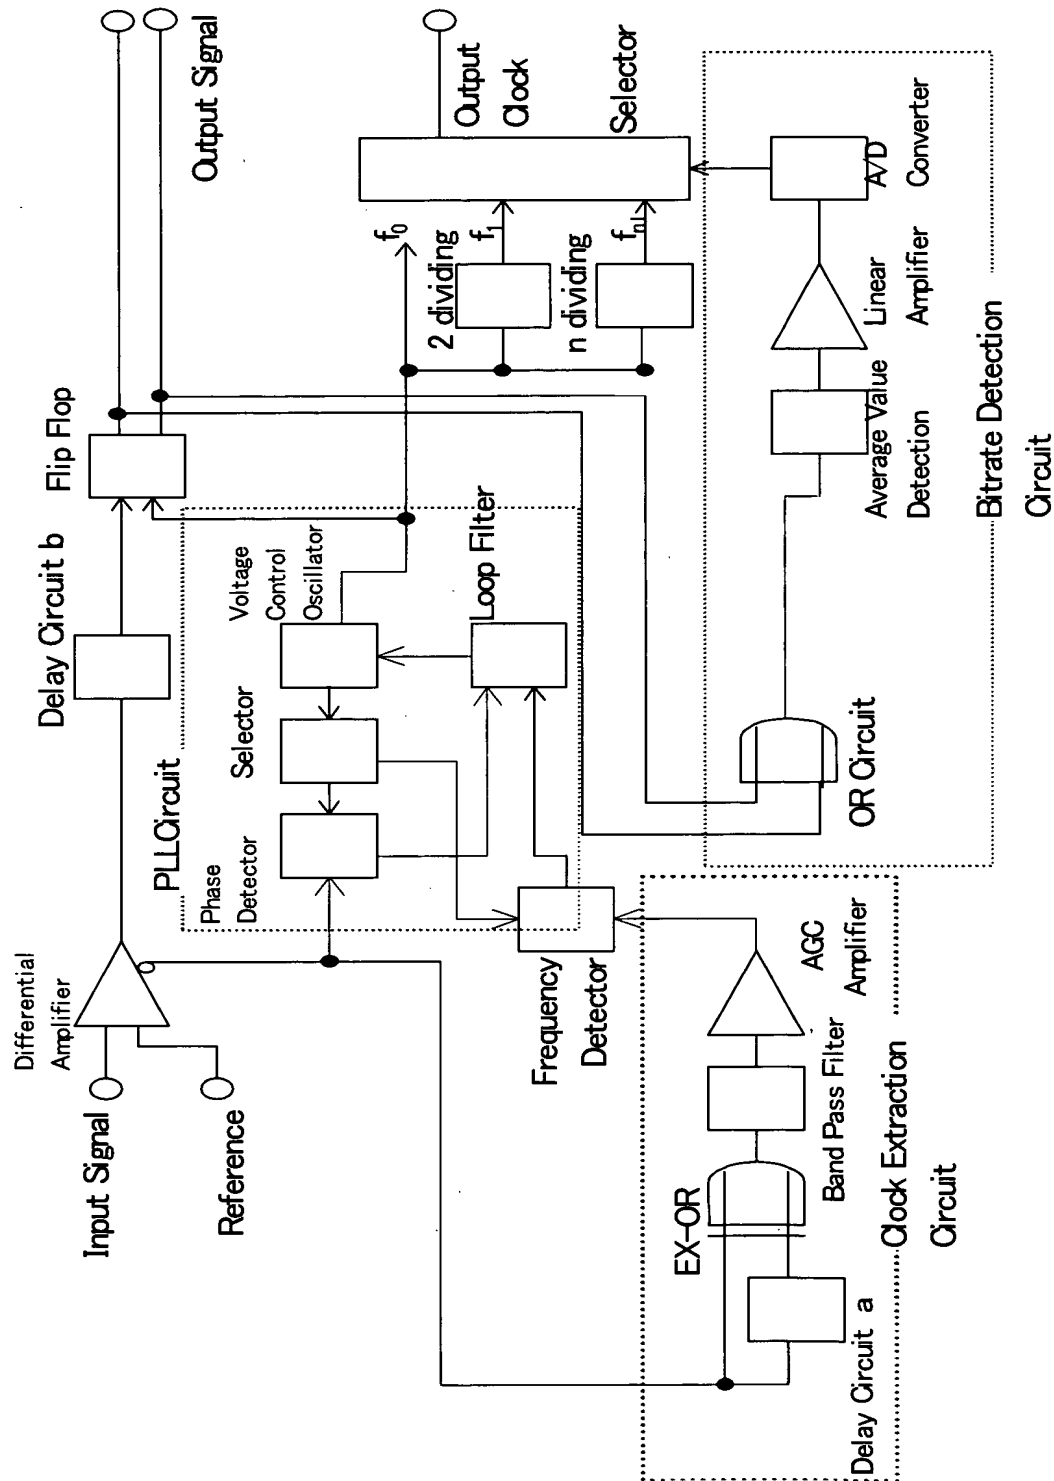 Differential
Amplifier
Input Signal
Reference
Delay Circuit b
Flip Flop
Output Signal
PLLCircuit
Phase
Detector
Selector
Voltage
Control
Oscillator
Loop Filter
Frequency
Detector
f0
2 dividing
f1
n dividing
fn
Output
Clock
Selector
EX-OR
Delay Circuit a
Band Pass Filter
AGC
Amplifier
Clock Extraction
Circuit
OR Circuit
Average Value
Detection
Linear
Amplifier
A/D
Converter
Bitrate Detection
Circuit